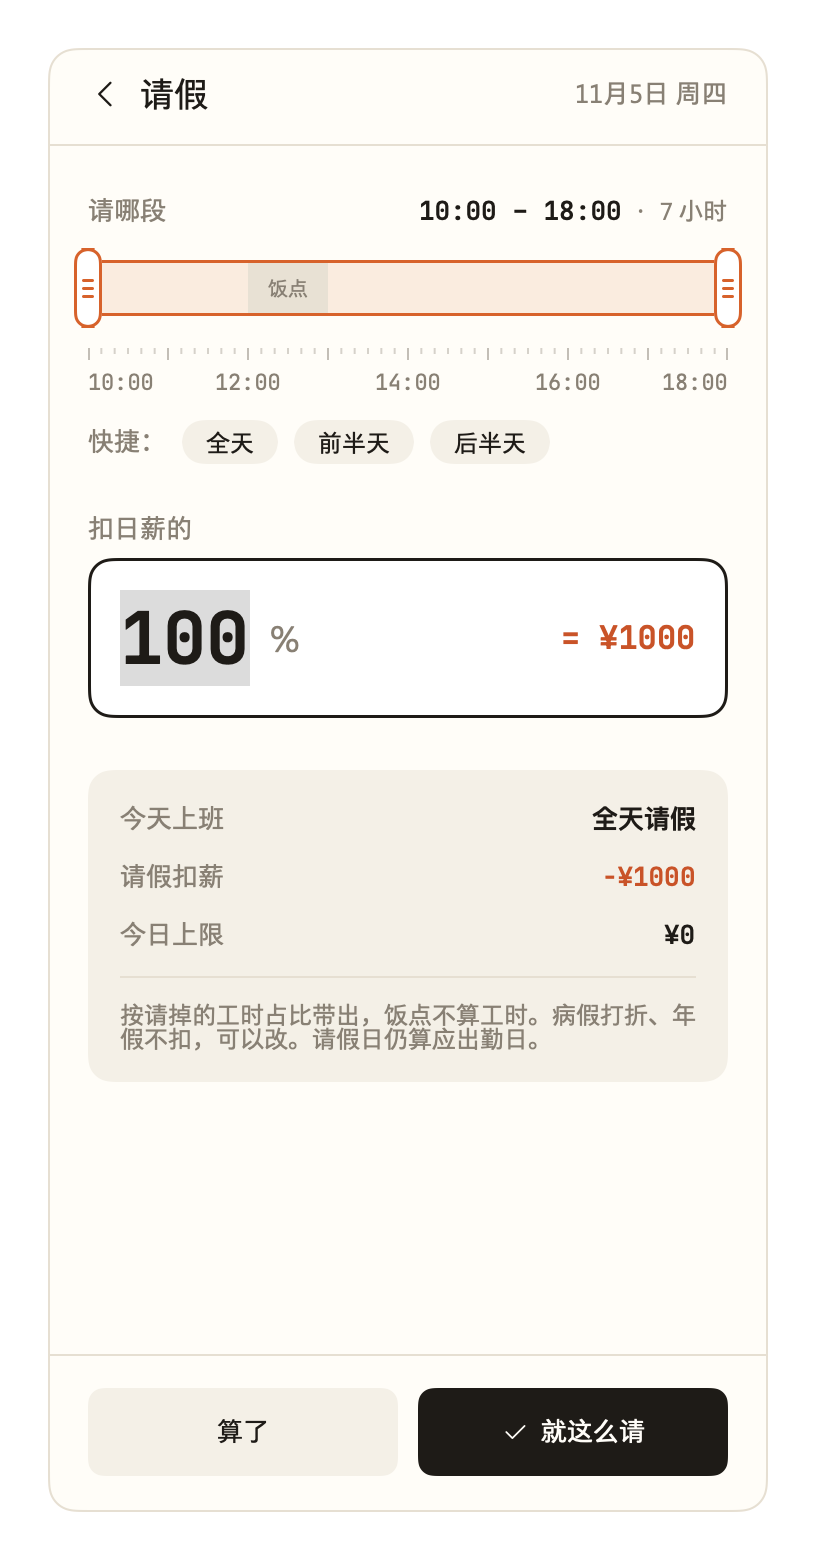 请假
11月5日 周四
请哪段
10:00 – 18:00 · 7 小时
饭点
10:00 12:00 14:00 16:00 18:00
快捷： 全天 前半天 后半天
扣日薪的
100 % = ¥1000
今天上班 全天请假
请假扣薪 -¥1000
今日上限 ¥0
按请掉的工时占比带出，饭点不算工时。病假打折、年
假不扣，可以改。请假日仍算应出勤日。
算了
就这么请